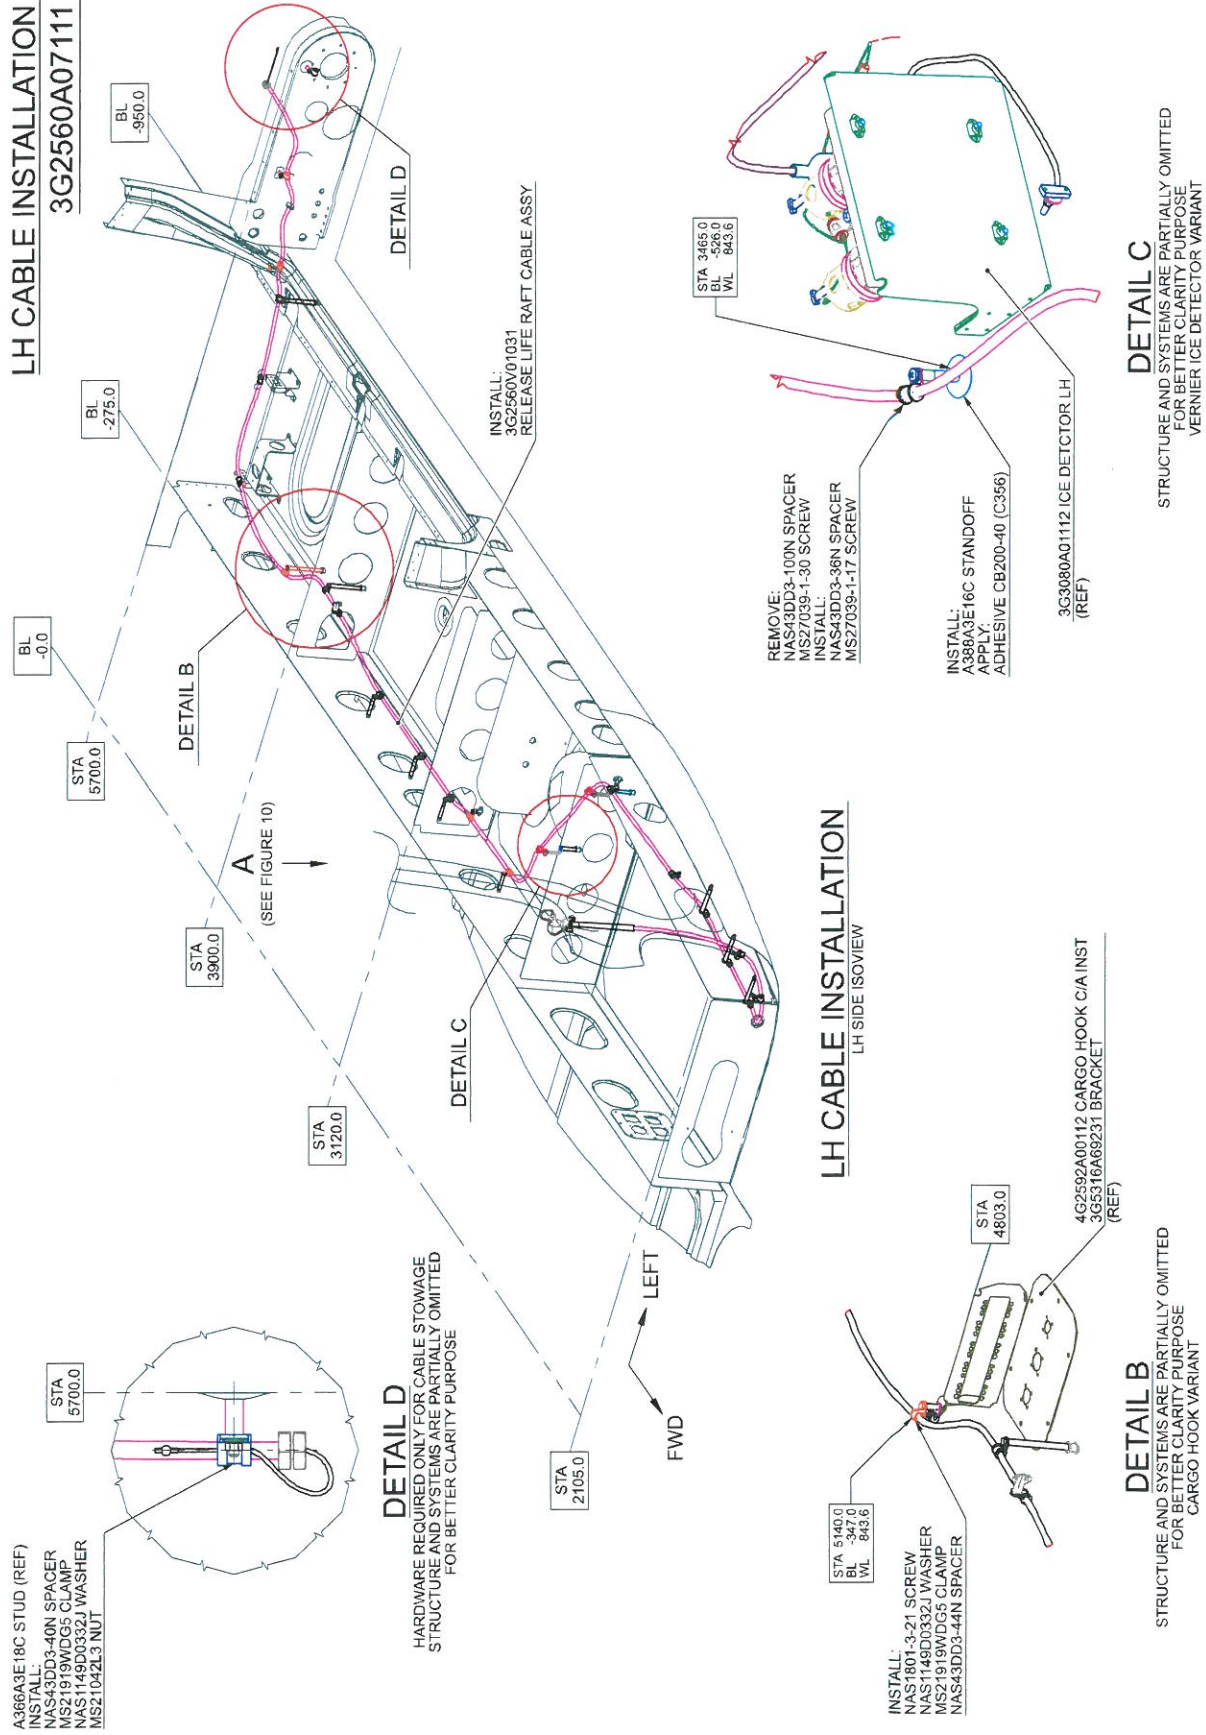 LH CABLE INSTALLATION
3G2560A07111
BL
-950.0
BL
-275.0
BL
-0.0
STA
5700.0
STA
3900.0
STA
3120.0
STA
2105.0
DETAIL D
DETAIL B
DETAIL C
A
(SEE FIGURE 10)
INSTALL:
3G2560V01031
RELEASE LIFE RAFT CABLE ASSY
FWD
LEFT
LH CABLE INSTALLATION
LH SIDE ISOVIEW
A366A3E18C STUD (REF)
INSTALL:
NAS43DD3-40N SPACER
MS21919WDG5 CLAMP
NAS1149D0332J WASHER
MS21042L3 NUT
STA
5700.0
DETAIL D
HARDWARE REQUIRED ONLY FOR CABLE STOWAGE
STRUCTURE AND SYSTEMS ARE PARTIALLY OMITTED
FOR BETTER CLARITY PURPOSE
STA 5140.0
BL -347.0
WL 843.6
INSTALL:
NAS1801-3-21 SCREW
NAS1149D0332J WASHER
MS21919WDG5 CLAMP
NAS43DD3-44N SPACER
STA
4803.0
4G2592A00112 CARGO HOOK C/A INST
3G5316A69231 BRACKET
(REF)
DETAIL B
STRUCTURE AND SYSTEMS ARE PARTIALLY OMITTED
FOR BETTER CLARITY PURPOSE
CARGO HOOK VARIANT
STA 3465.0
BL -526.0
WL 843.6
REMOVE:
NAS43DD3-100N SPACER
MS27039-1-30 SCREW
INSTALL:
NAS43DD3-36N SPACER
MS27039-1-17 SCREW
INSTALL:
A388A3E16C STANDOFF
APPLY:
ADHESIVE CB200-40 (C356)
3G3080A01112 ICE DETCTOR LH
(REF)
DETAIL C
STRUCTURE AND SYSTEMS ARE PARTIALLY OMITTED
FOR BETTER CLARITY PURPOSE
VERNIER ICE DETECTOR VARIANT